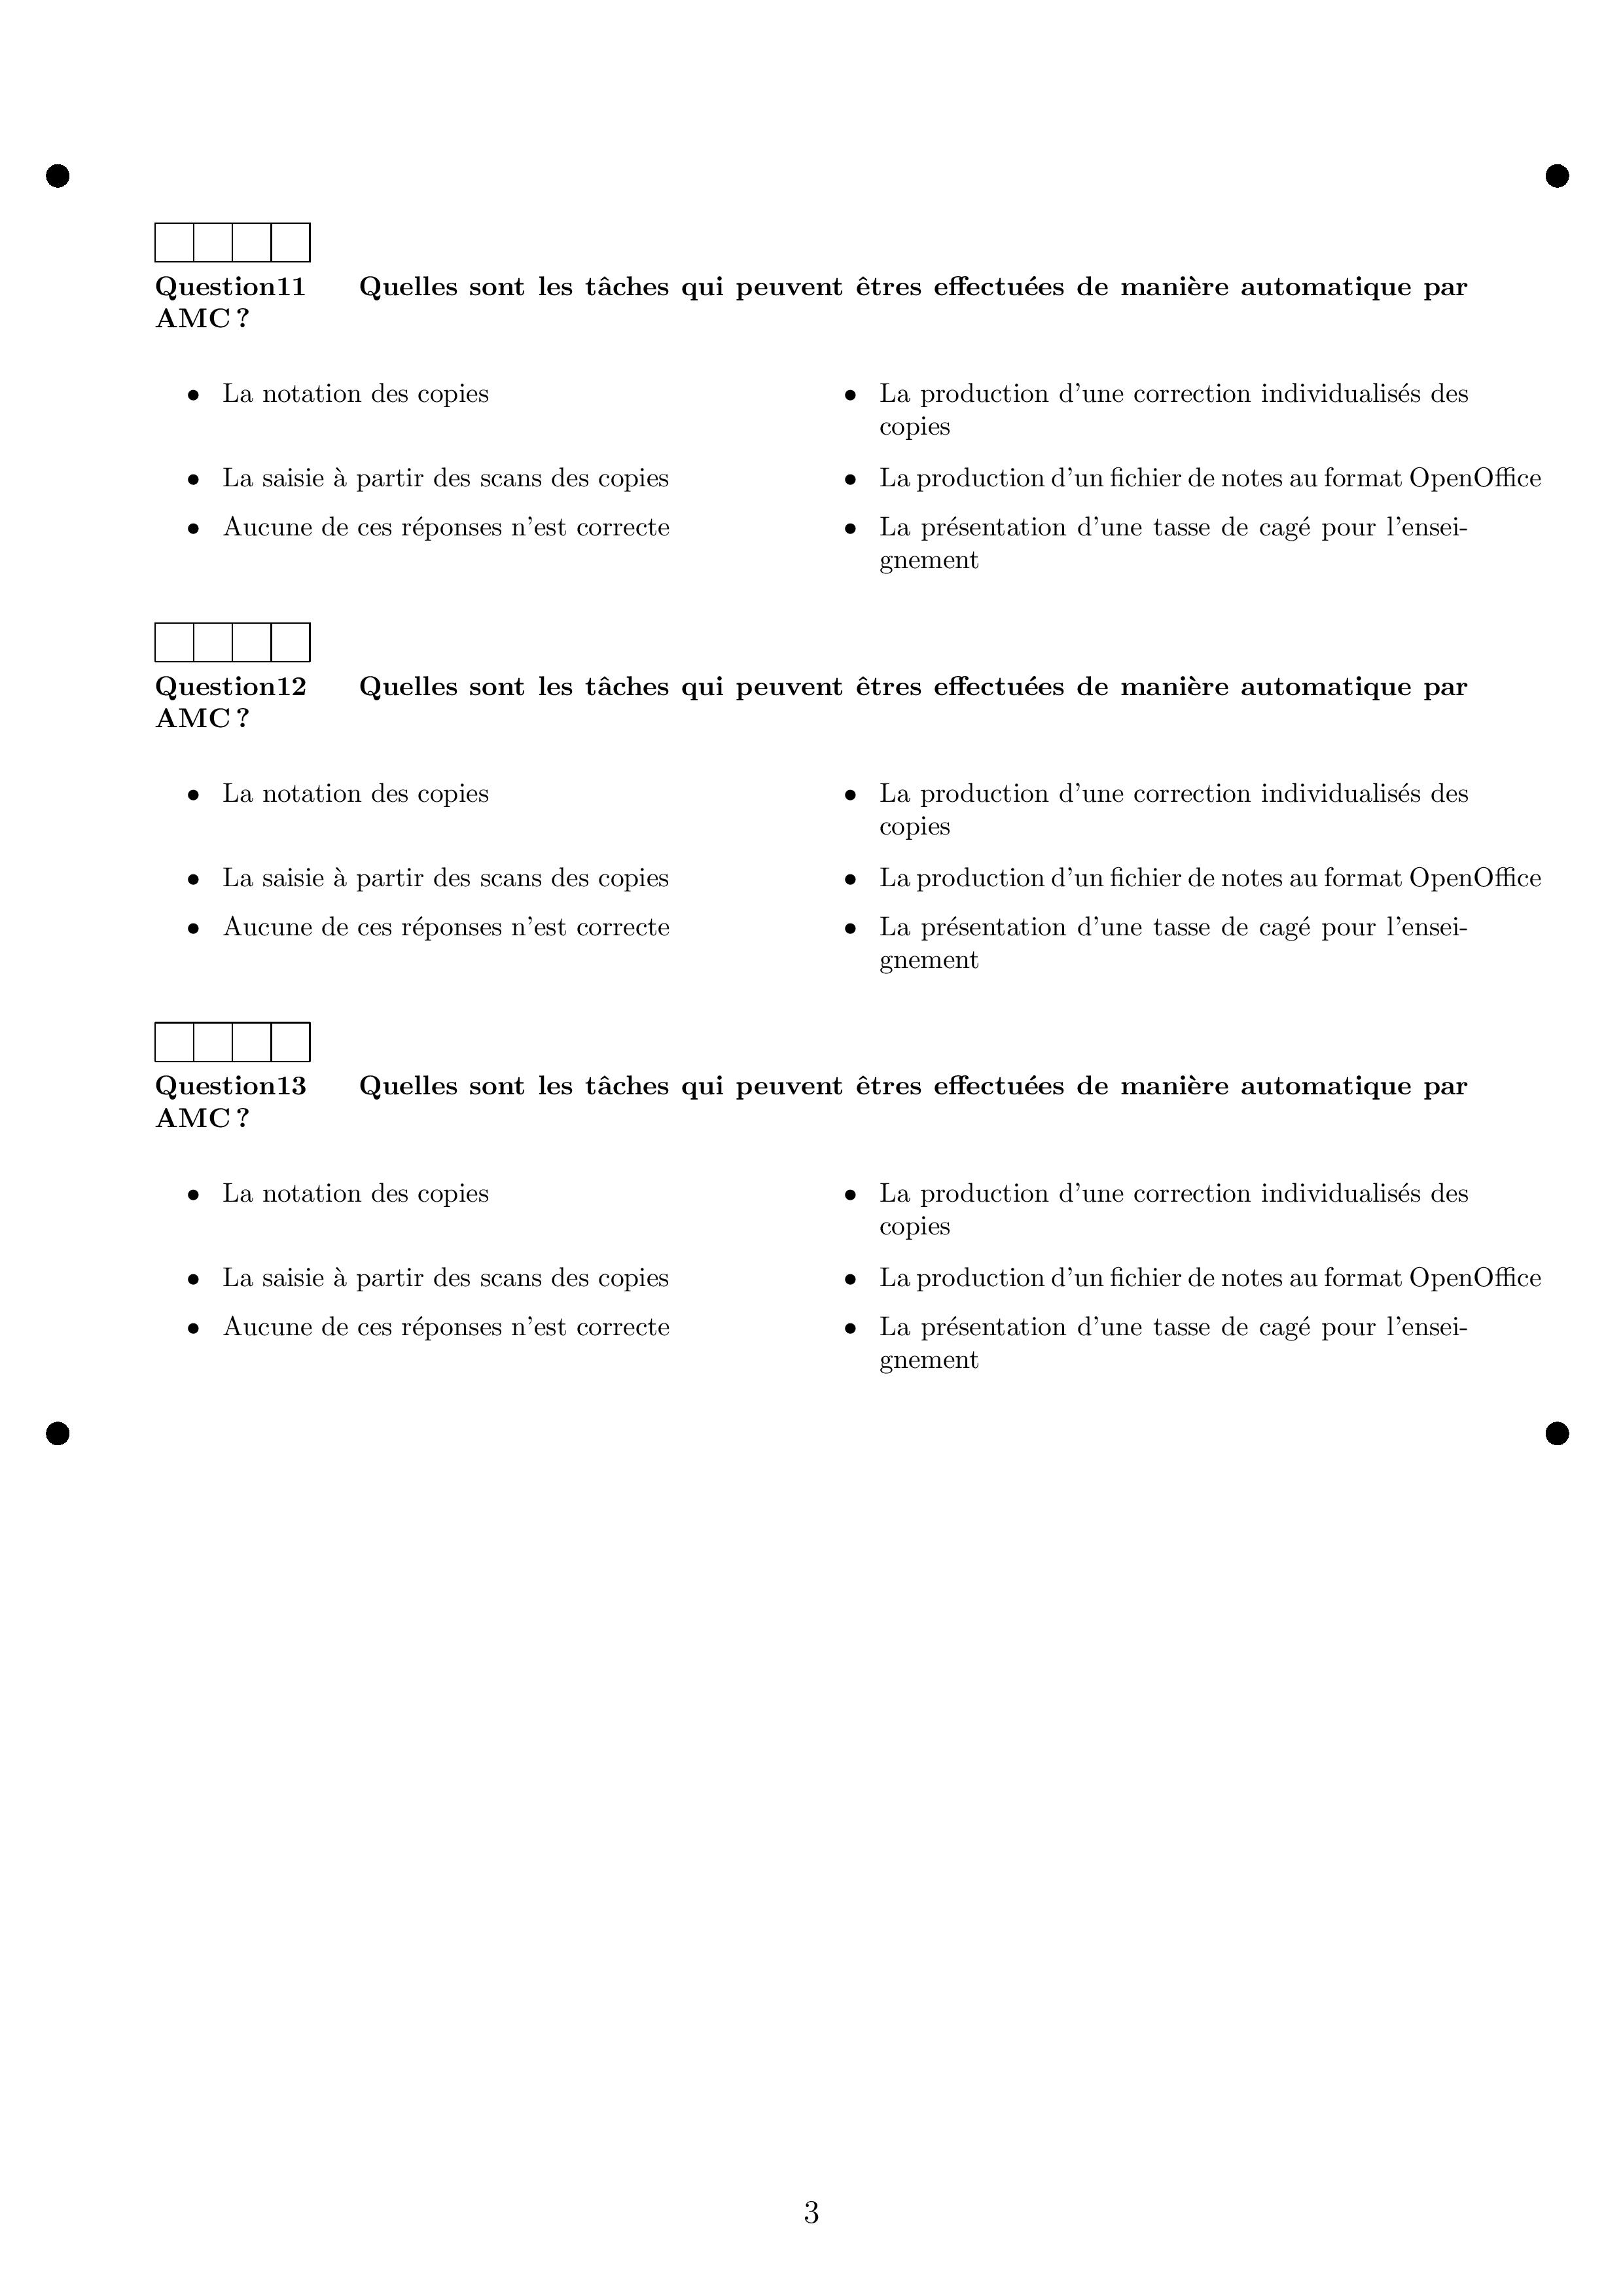 Question11 Quelles sont les tâches qui peuvent êtres effectuées de manière automatique par
AMC ?
• La notation des copies
• La production d'une correction individualisés des
copies
• La saisie à partir des scans des copies
• La production d'un fichier de notes au format OpenOffice
• Aucune de ces réponses n'est correcte
• La présentation d'une tasse de cagé pour l'ensei-
gnement
Question12 Quelles sont les tâches qui peuvent êtres effectuées de manière automatique par
AMC ?
• La notation des copies
• La production d'une correction individualisés des
copies
• La saisie à partir des scans des copies
• La production d'un fichier de notes au format OpenOffice
• Aucune de ces réponses n'est correcte
• La présentation d'une tasse de cagé pour l'ensei-
gnement
Question13 Quelles sont les tâches qui peuvent êtres effectuées de manière automatique par
AMC ?
• La notation des copies
• La production d'une correction individualisés des
copies
• La saisie à partir des scans des copies
• La production d'un fichier de notes au format OpenOffice
• Aucune de ces réponses n'est correcte
• La présentation d'une tasse de cagé pour l'ensei-
gnement
3